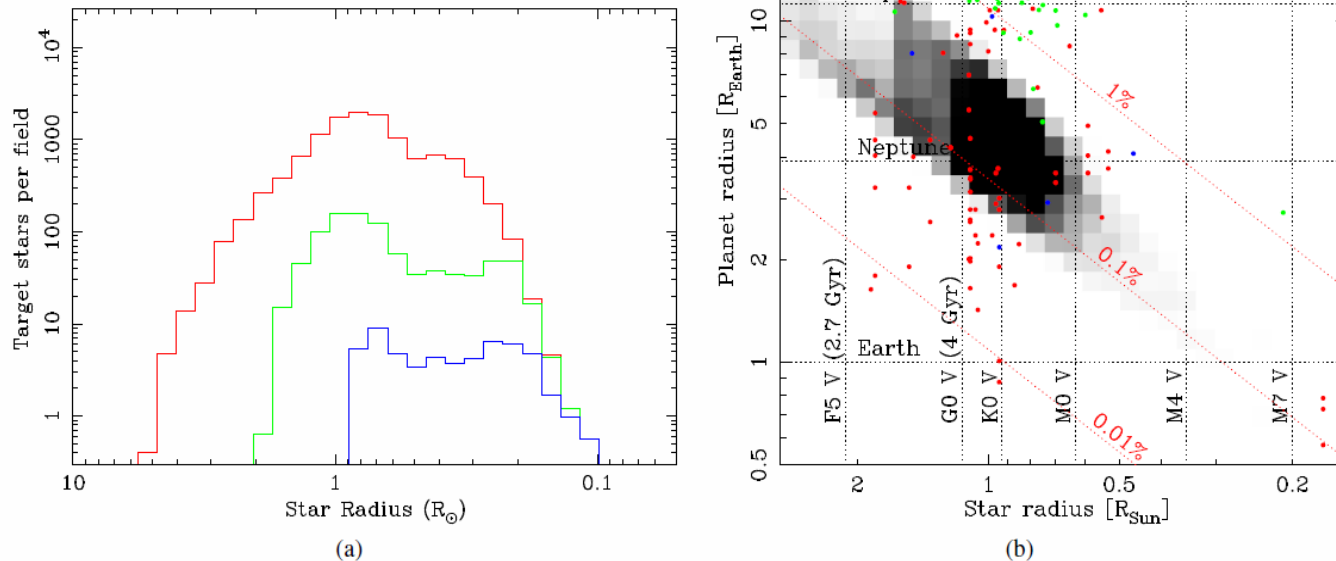 10⁴
1000
100
10
1
Target stars per field
10
1
0.1
Star Radius (R⊙)
(a)
10
5
2
1
0.5
Planet radius [R_Earth]
1%
Neptune
0.1%
Earth
0.01%
F5 V (2.7 Gyr)
G0 V (4 Gyr)
K0 V
M0 V
M4 V
M7 V
2
1
0.5
0.2
Star radius [R_Sun]
(b)